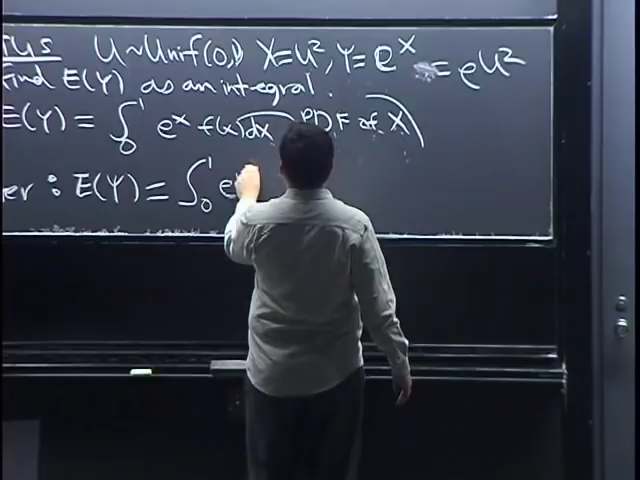 U~Unif(0,1) X=U², Y=e^X = e^U²
Find E(Y) as an integral.
E(Y) = ∫₀¹ e^x f(x)dx PDF of X
: E(Y) = ∫₀¹ e